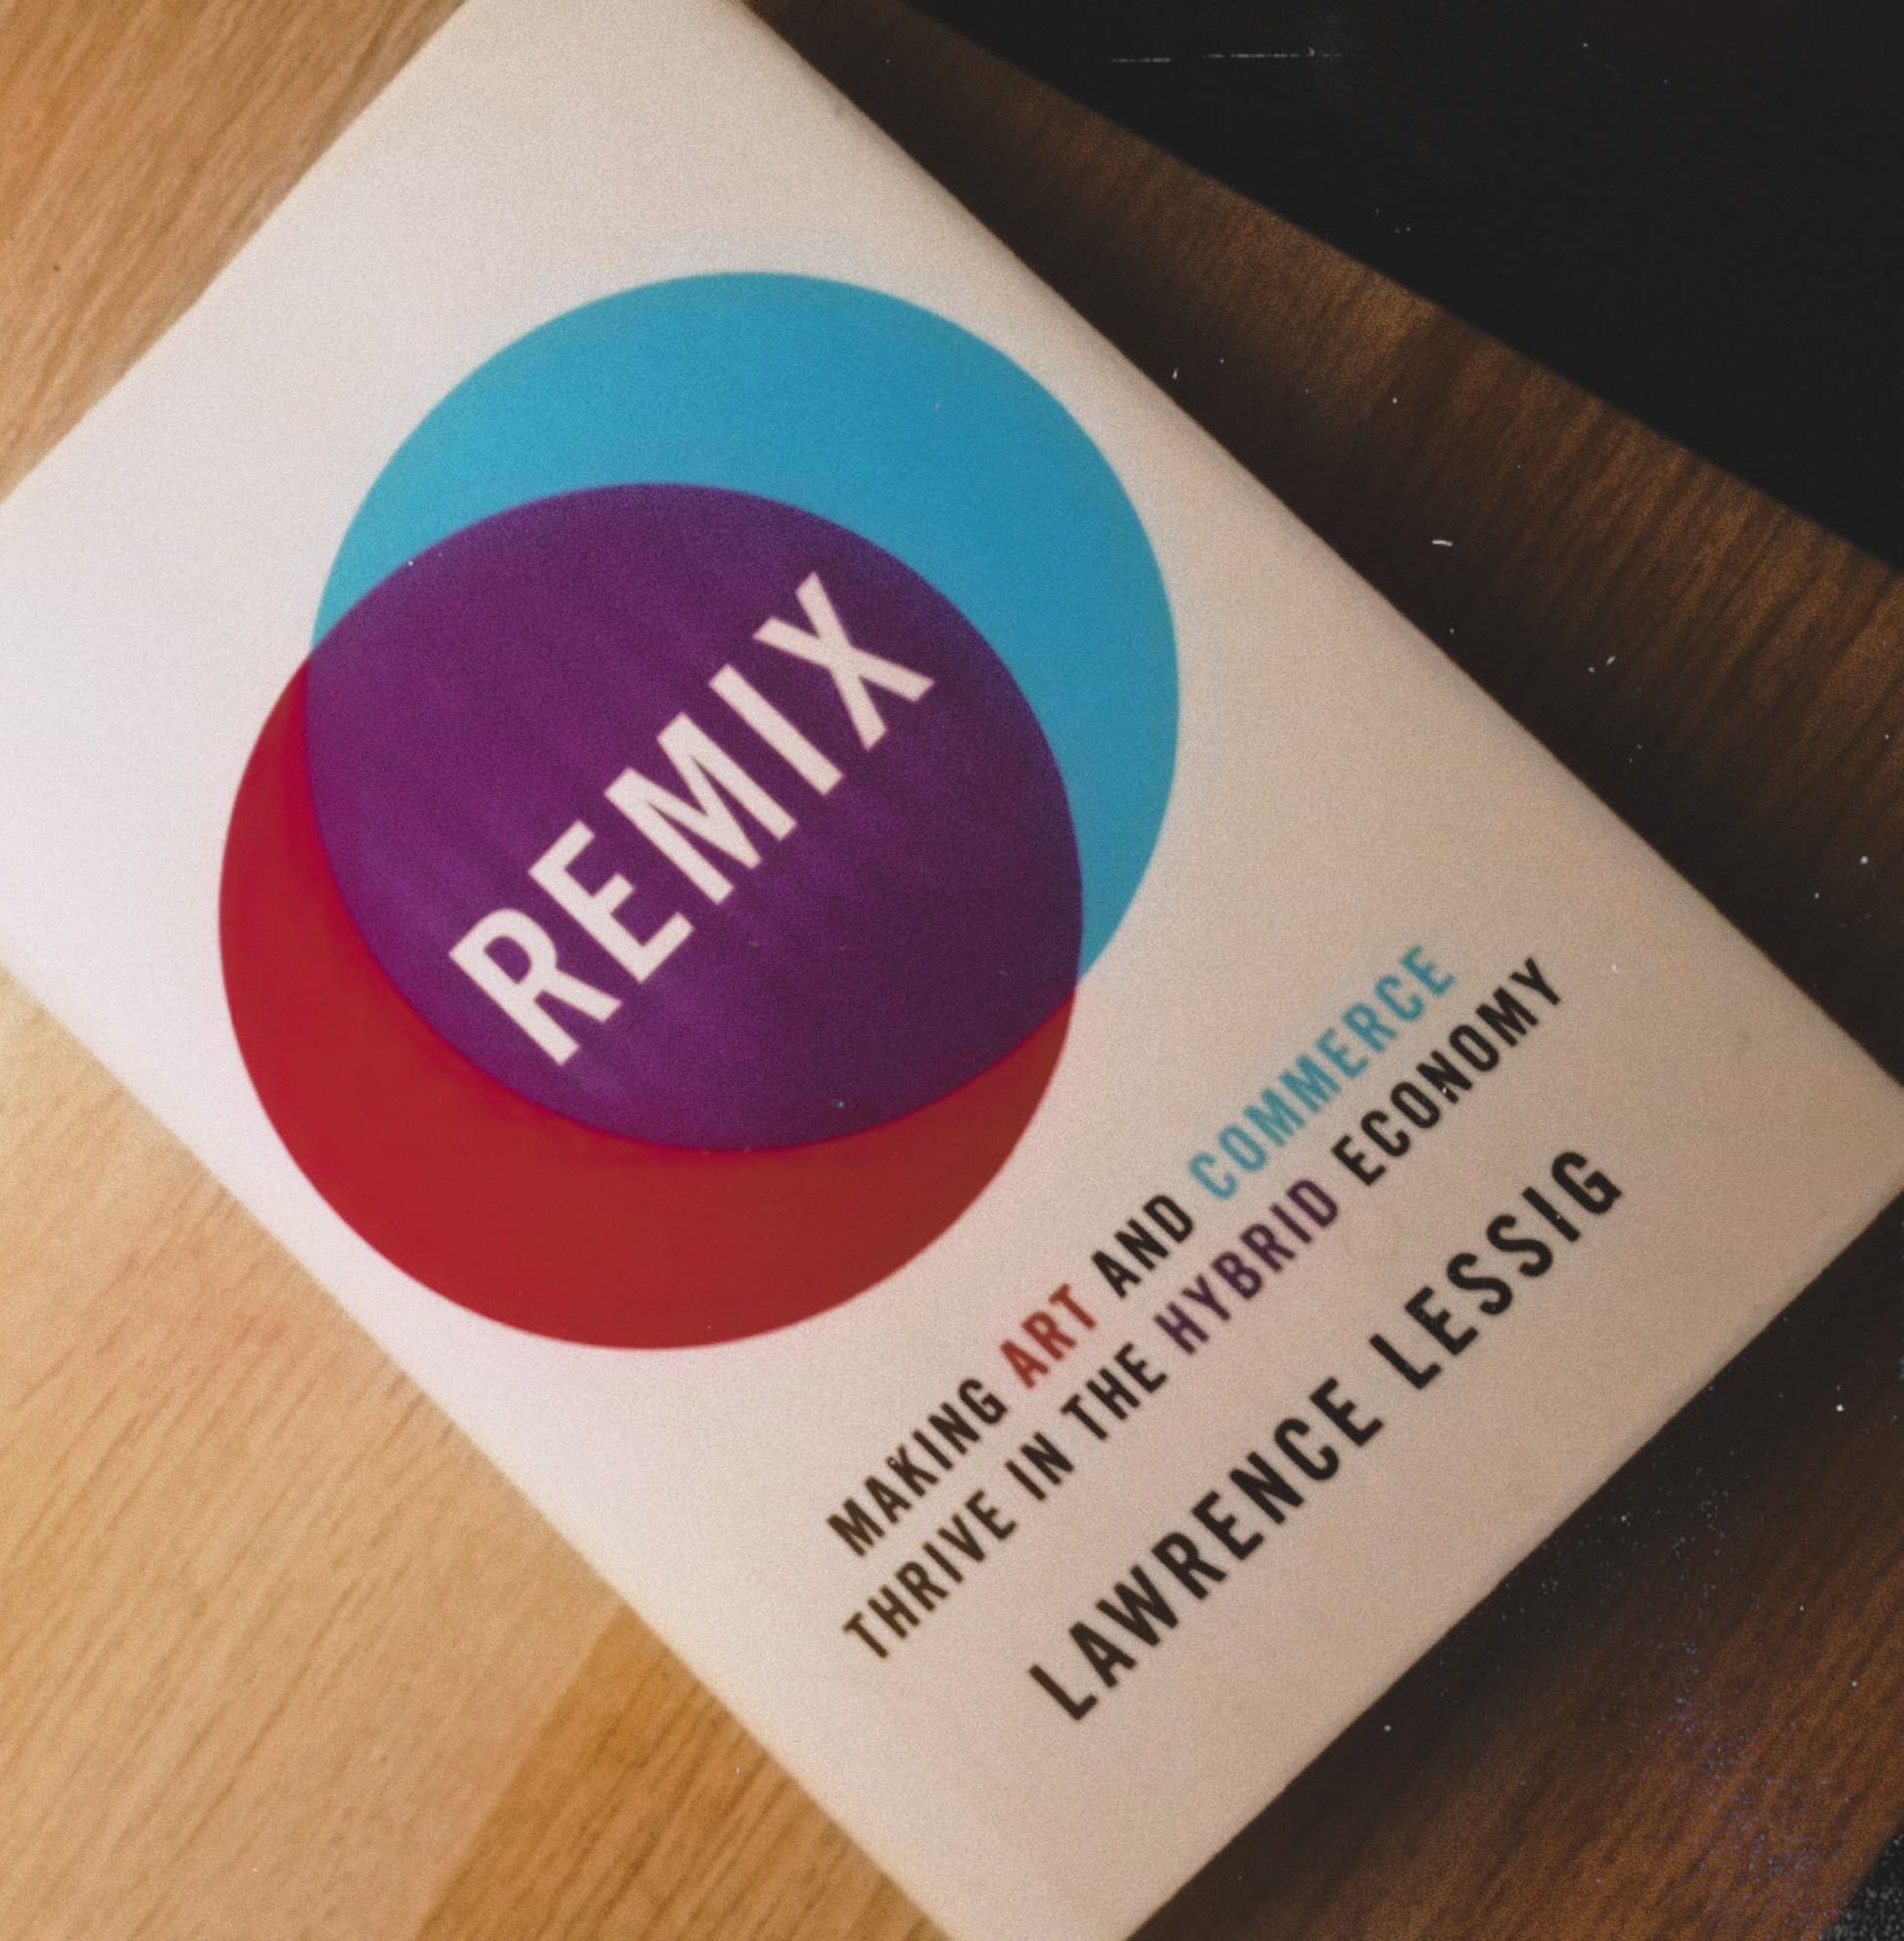 REMIX
MAKING ART AND COMMERCE
THRIVE IN THE HYBRID ECONOMY
LAWRENCE LESSIG